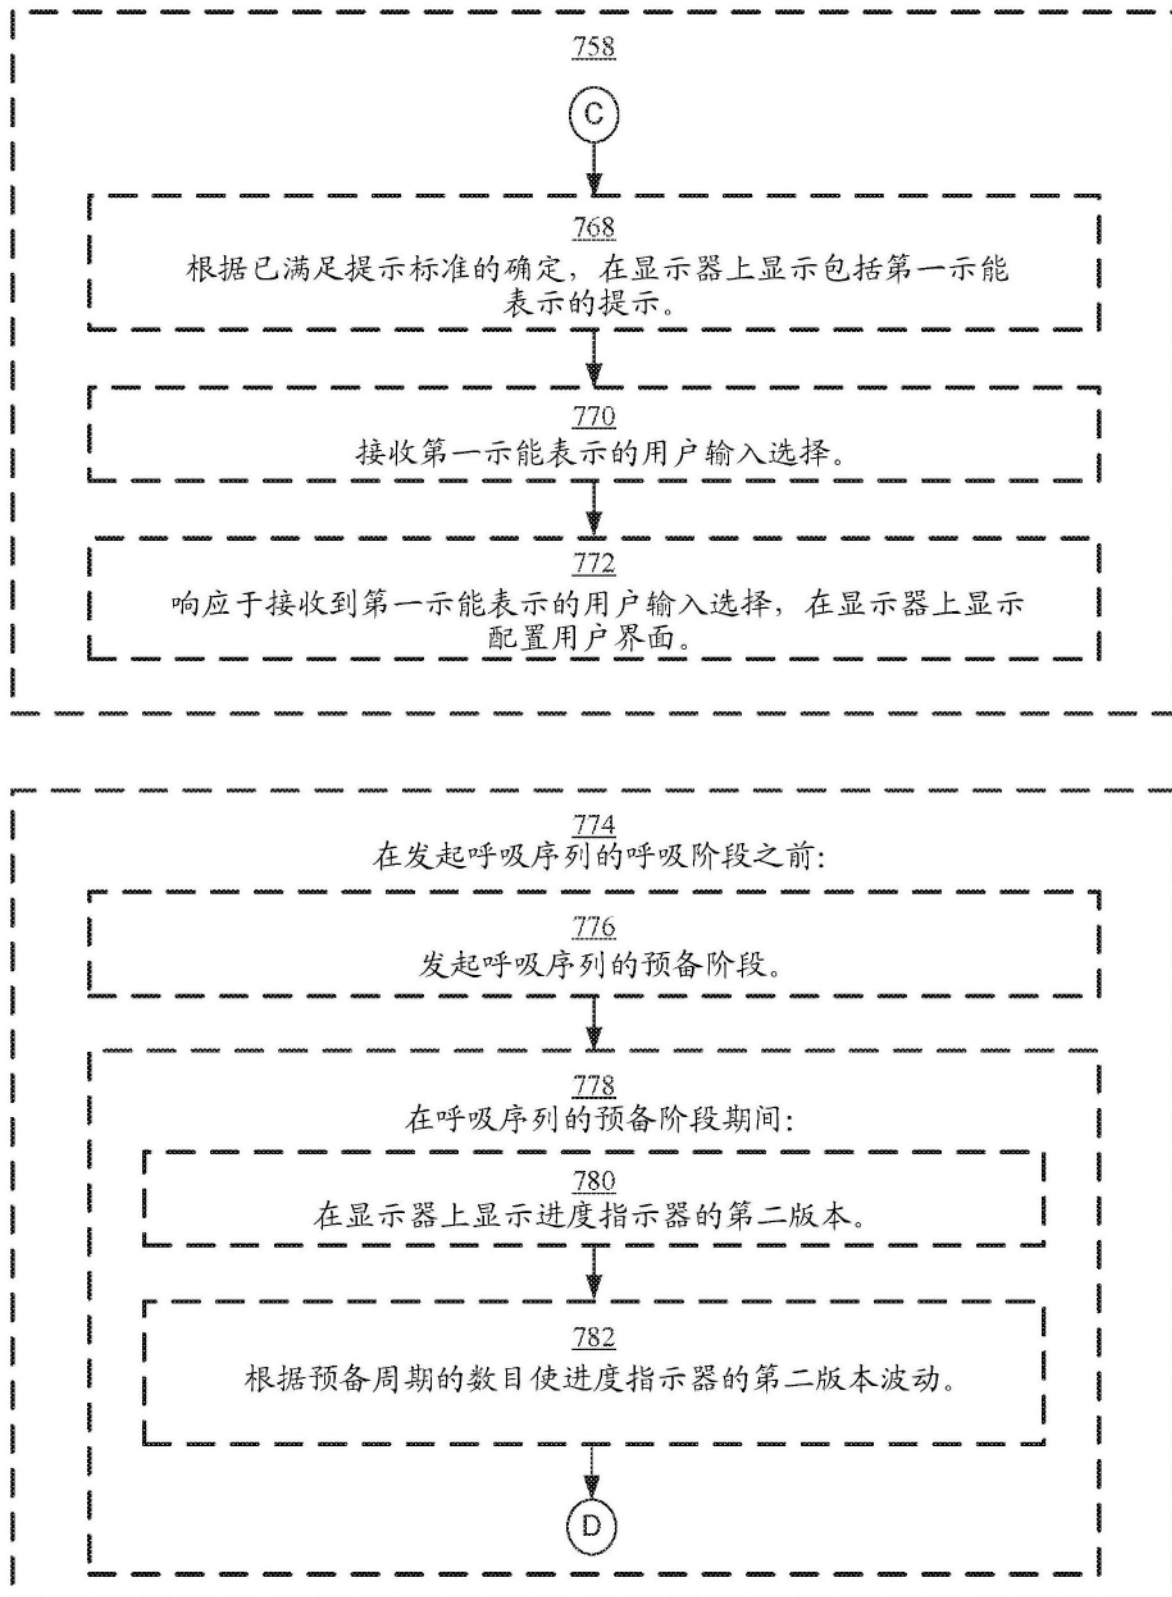 758
C
768
根据已满足提示标准的确定，在显示器上显示包括第一示能
表示的提示。
770
接收第一示能表示的用户输入选择。
772
响应于接收到第一示能表示的用户输入选择，在显示器上显示
配置用户界面。
774
在发起呼吸序列的呼吸阶段之前：
776
发起呼吸序列的预备阶段。
778
在呼吸序列的预备阶段期间：
780
在显示器上显示进度指示器的第二版本。
782
根据预备周期的数目使进度指示器的第二版本波动。
D